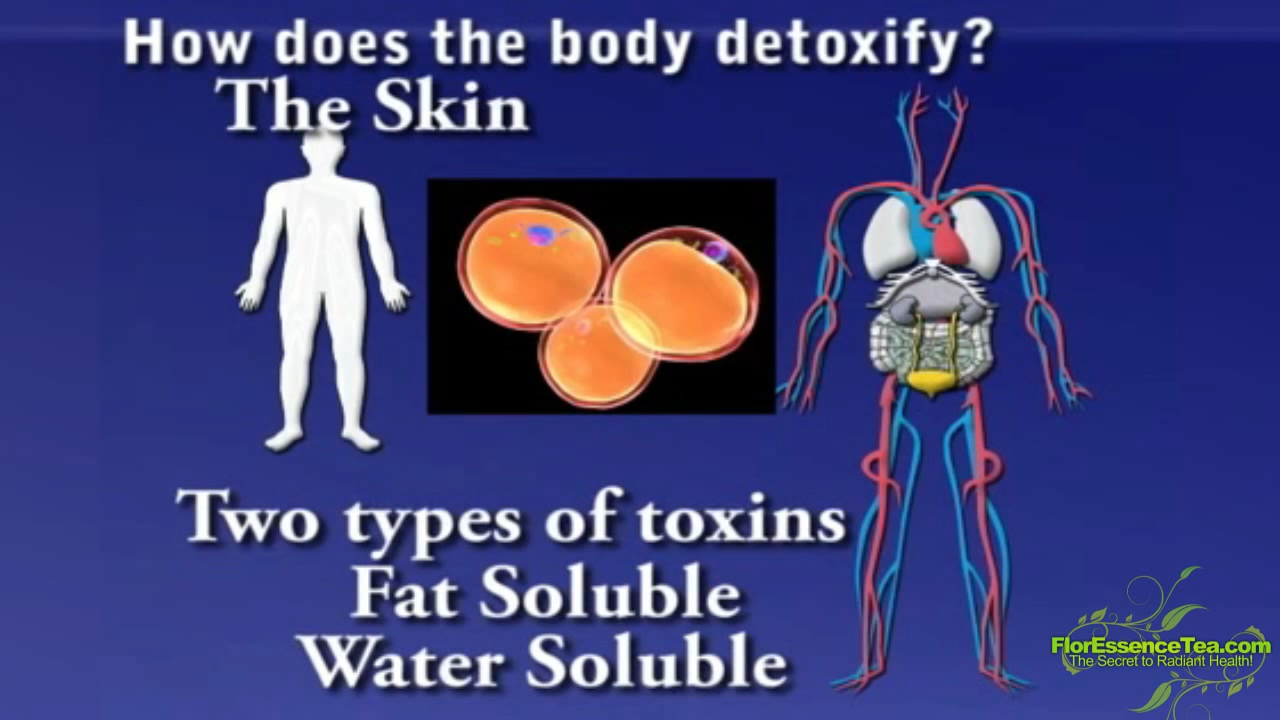 How does the body detoxify?
The Skin
Two types of toxins
Fat Soluble
Water Soluble
FlorEssenceTea.com
The Secret to Radiant Health!